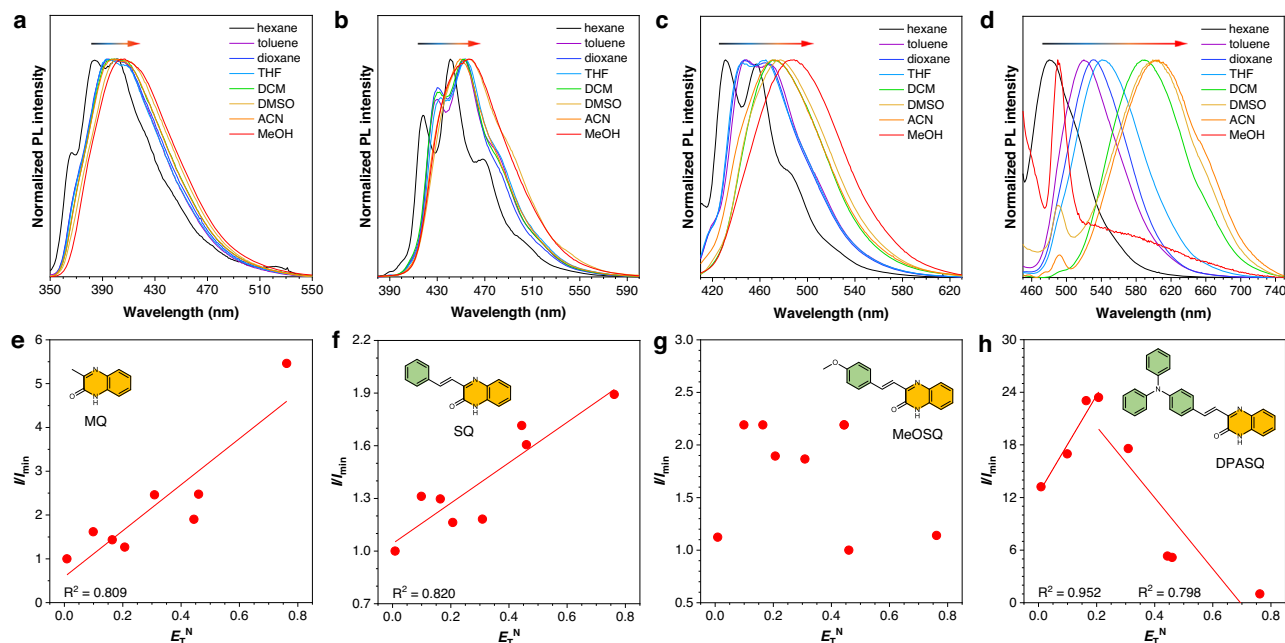 a
Normalized PL intensity
hexane
toluene
dioxane
THF
DCM
DMSO
ACN
MeOH
350 390 430 470 510 550
Wavelength (nm)
b
Normalized PL intensity
hexane
toluene
dioxane
THF
DCM
DMSO
ACN
MeOH
390 430 470 510 550 590
Wavelength (nm)
c
Normalized PL intensity
hexane
toluene
dioxane
THF
DCM
DMSO
ACN
MeOH
420 460 500 540 580 620
Wavelength (nm)
d
Normalized PL intensity
hexane
toluene
dioxane
THF
DCM
DMSO
ACN
MeOH
460 500 540 580 620 660 700 740
Wavelength (nm)
e
I/Imin
6
5
4
3
2
1
0
N
O
N
H
MQ
R² = 0.809
0.0 0.2 0.4 0.6 0.8
ETN
f
I/Imin
2.2
1.9
1.6
1.3
1.0
0.7
N
O
N
H
SQ
R² = 0.820
0.0 0.2 0.4 0.6 0.8
ETN
g
I/Imin
3.0
2.5
2.0
1.5
1.0
0.5
O
N
O
N
H
MeOSQ
0.0 0.2 0.4 0.6 0.8
ETN
h
I/Imin
30
24
18
12
6
0
N
N
O
N
H
DPASQ
R² = 0.952 R² = 0.798
0.0 0.2 0.4 0.6 0.8
ETN